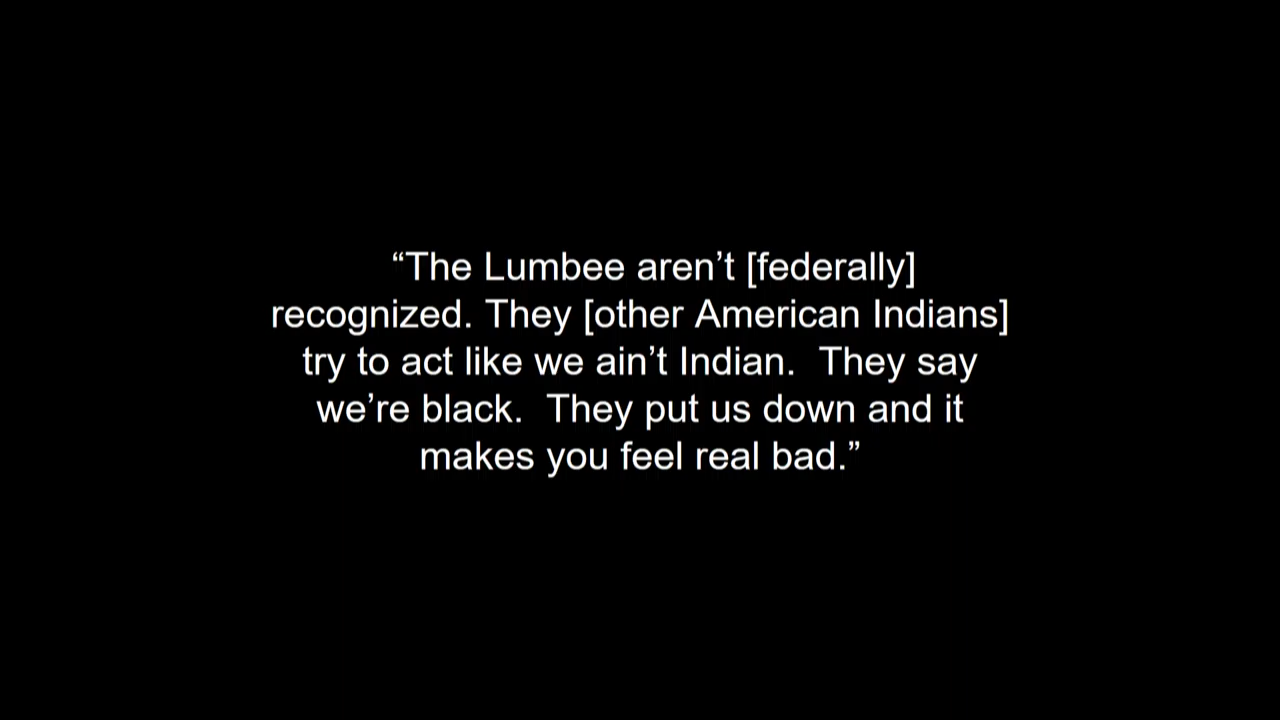 “The Lumbee aren’t [federally]
recognized. They [other American Indians]
try to act like we ain’t Indian.  They say
we’re black.  They put us down and it
makes you feel real bad.”